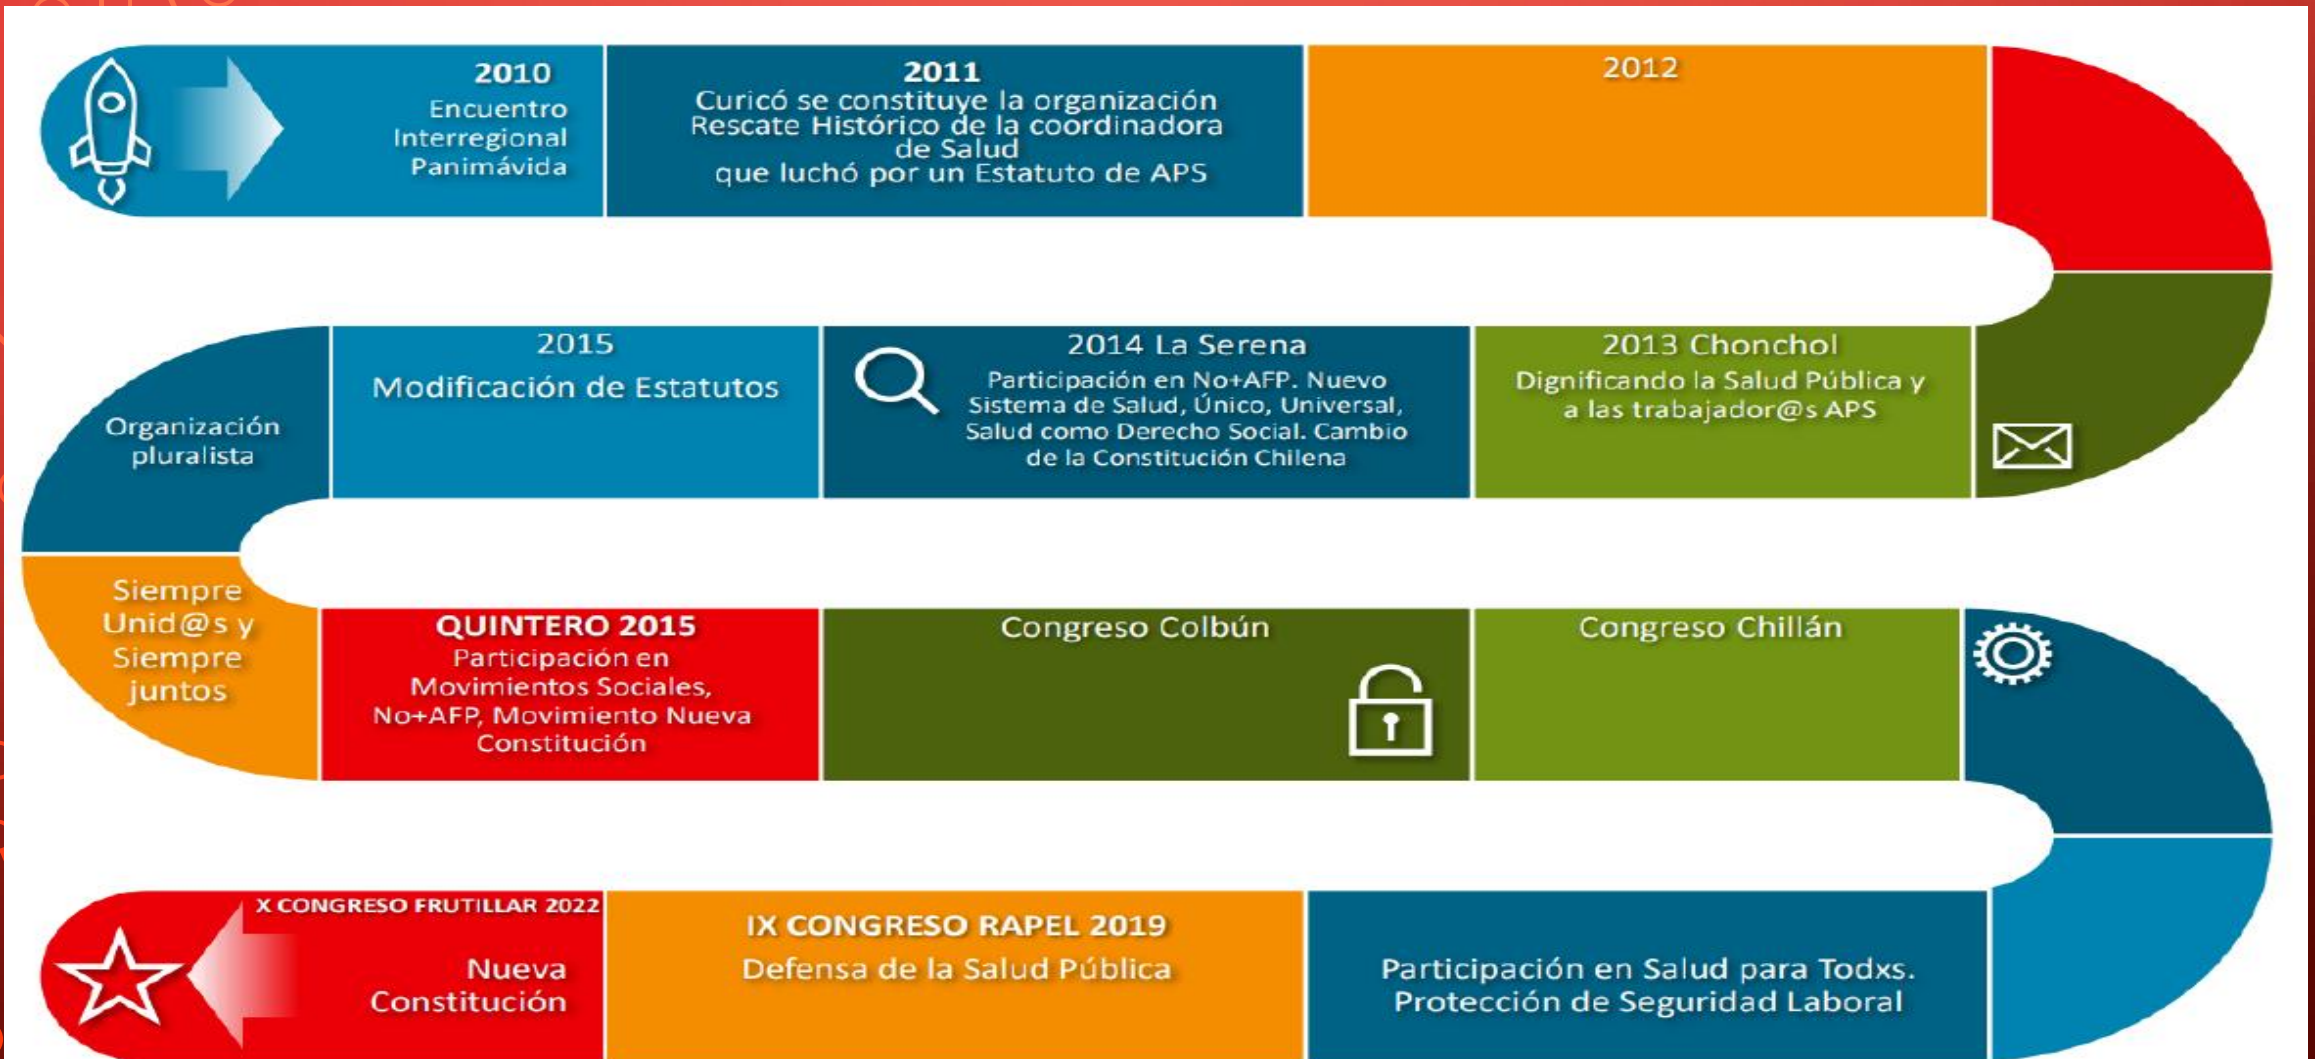 2010
Encuentro
Interregional
Panimávida
2011
Curicó se constituye la organización
Rescate Histórico de la coordinadora
de Salud
que luchó por un Estatuto de APS
2012
2013 Chonchol
Dignificando la Salud Pública y
a las trabajador@s APS
2014 La Serena
Participación en No+AFP. Nuevo
Sistema de Salud, Único, Universal,
Salud como Derecho Social. Cambio
de la Constitución Chilena
2015
Modificación de Estatutos
Organización
pluralista
Siempre
Unid@s y
Siempre
juntos
QUINTERO 2015
Participación en
Movimientos Sociales,
No+AFP, Movimiento Nueva
Constitución
Congreso Colbún
Congreso Chillán
Participación en Salud para Todxs.
Protección de Seguridad Laboral
IX CONGRESO RAPEL 2019
Defensa de la Salud Pública
X CONGRESO FRUTILLAR 2022
Nueva
Constitución